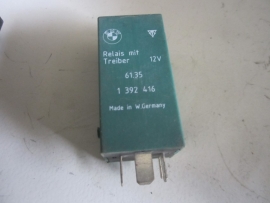 Relais mit
Treiber 12V
61.35
1 392 416
Made in W.Germany